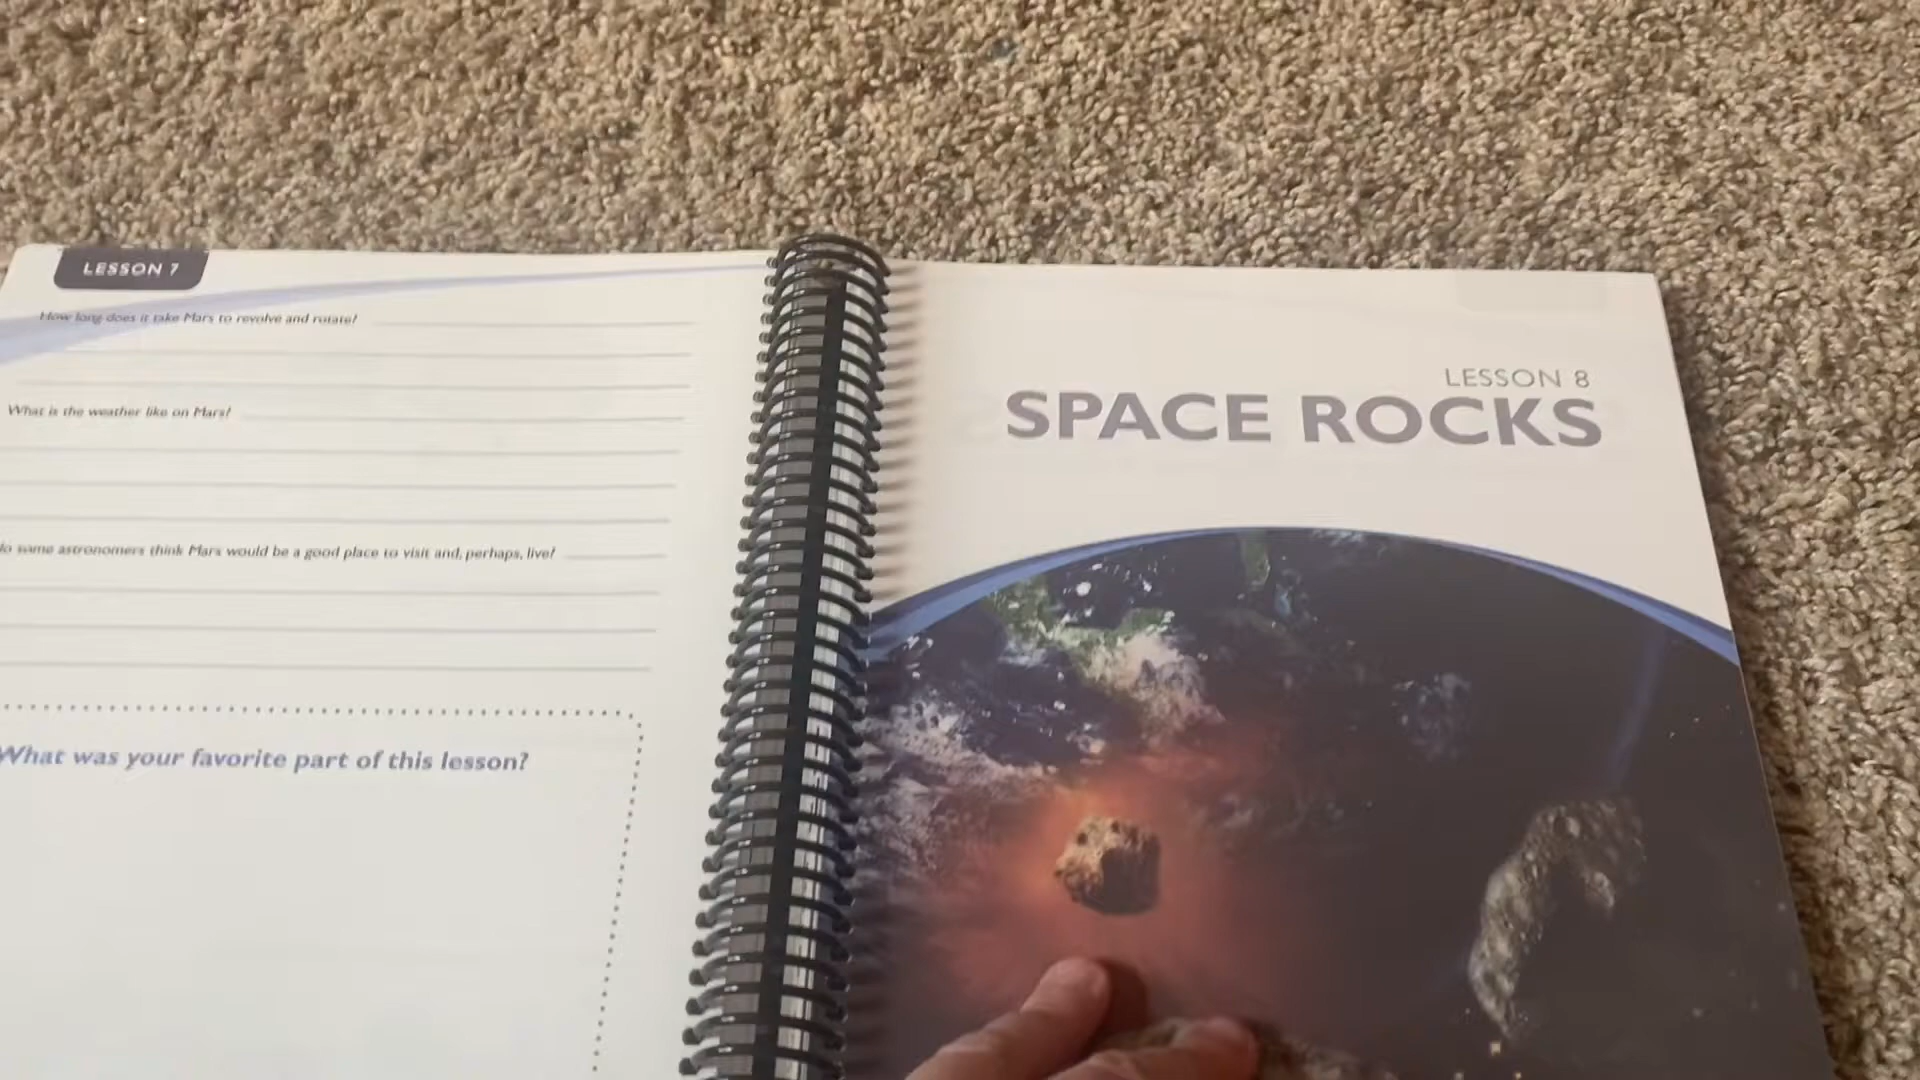 LESSON 7
How long does it take Mars to revolve and rotate?
What is the weather like on Mars?
do some astronomers think Mars would be a good place to visit and, perhaps, live?
What was your favorite part of this lesson?
LESSON 8
SPACE ROCKS